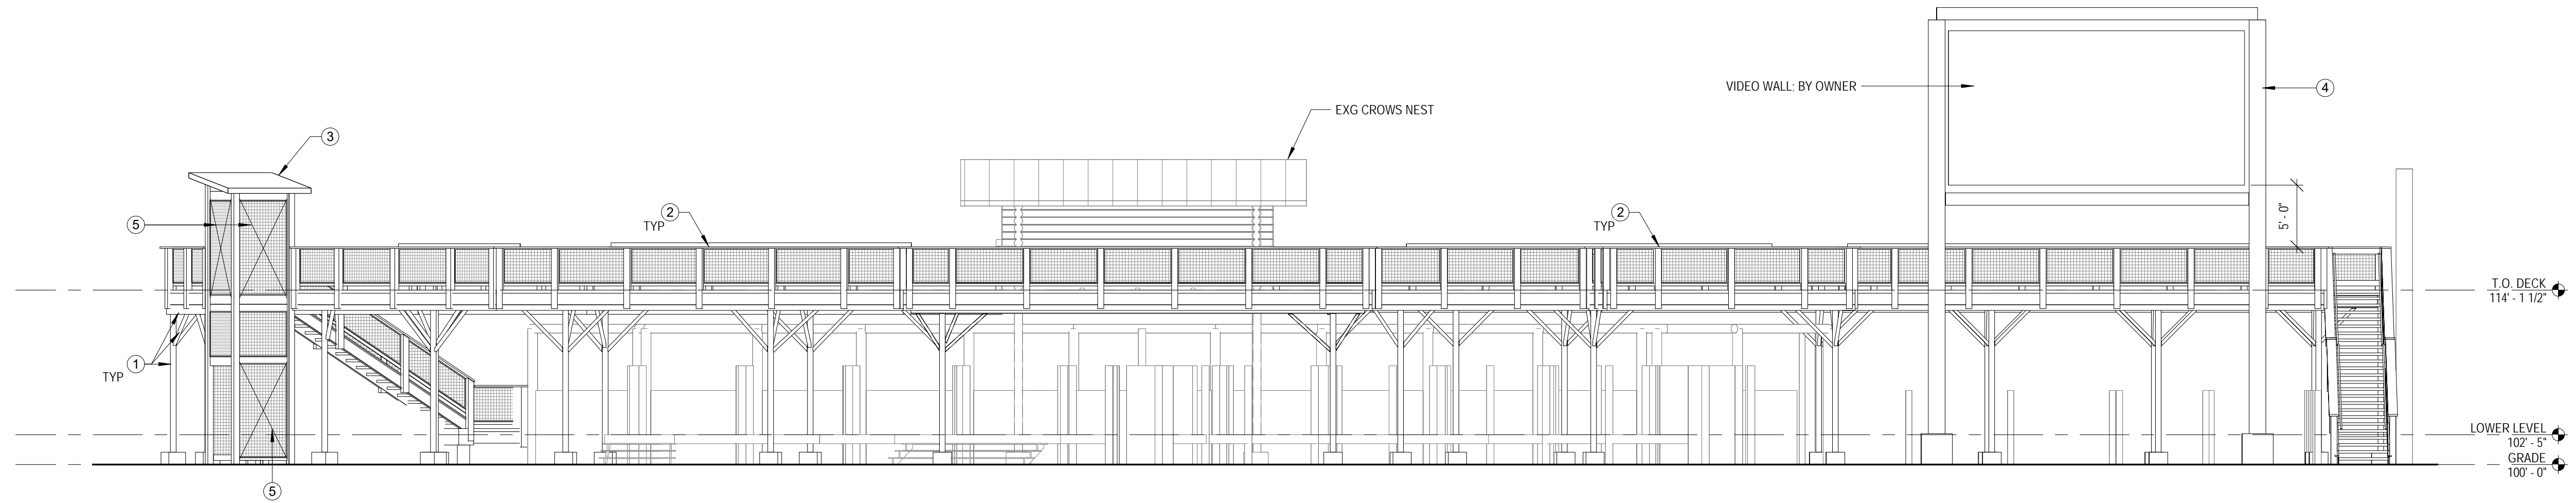 VIDEO WALL; BY OWNER
4
EXG CROWS NEST
3
5
2
TYP
2
TYP
5' - 0"
T.O. DECK
114' - 1 1/2"
1
TYP
LOWER LEVEL
102' - 5"
GRADE
100' - 0"
5